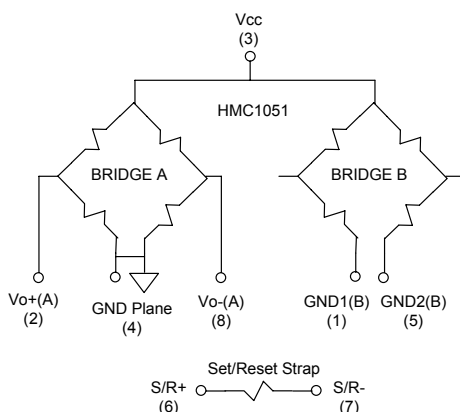 Vcc
(3)
HMC1051
BRIDGE A
BRIDGE B
Vo+(A)
(2)
GND Plane
(4)
Vo-(A)
(8)
GND1(B)
(1)
GND2(B)
(5)
Set/Reset Strap
S/R+
(6)
S/R-
(7)